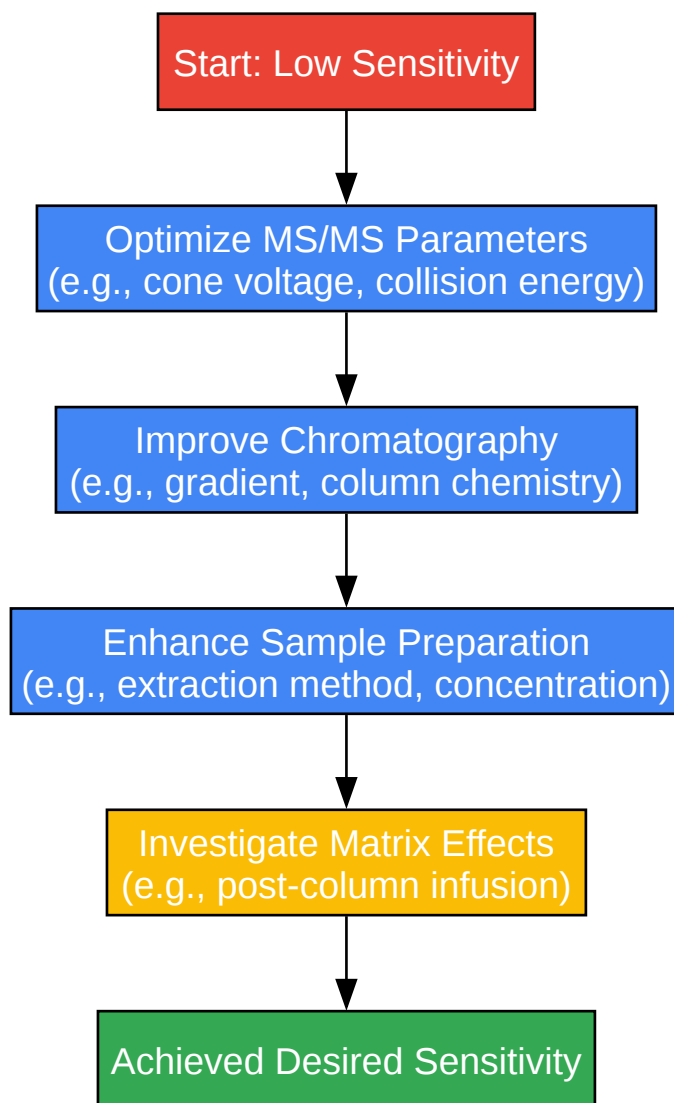 Start: Low Sensitivity
Optimize MS/MS Parameters
(e.g., cone voltage, collision energy)
Improve Chromatography
(e.g., gradient, column chemistry)
Enhance Sample Preparation
(e.g., extraction method, concentration)
Investigate Matrix Effects
(e.g., post-column infusion)
Achieved Desired Sensitivity